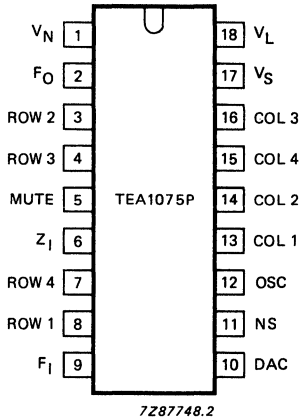 V_N 1
F_O 2
ROW 2 3
ROW 3 4
MUTE 5
Z_I 6
ROW 4 7
ROW 1 8
F_I 9
TEA1075P
18 V_L
17 V_S
16 COL 3
15 COL 4
14 COL 2
13 COL 1
12 OSC
11 NS
10 DAC
7Z87748.2